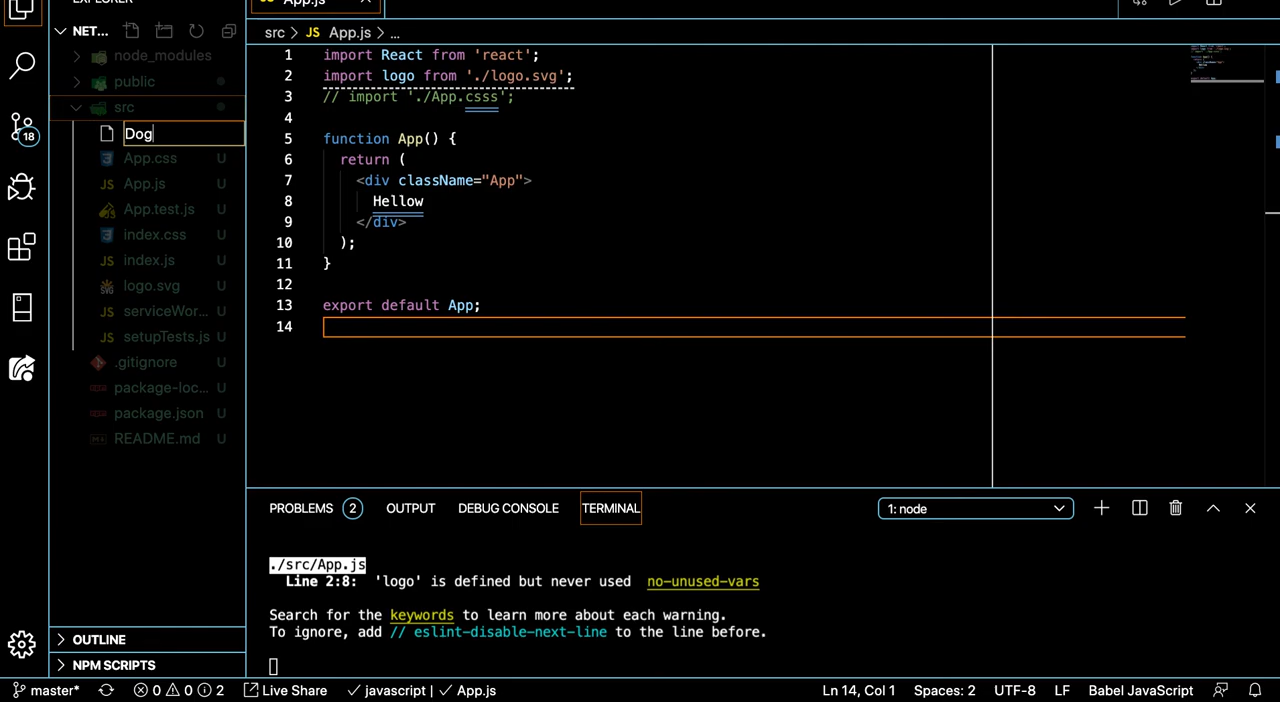 EXPLORER
App.js
NET...
src > JS App.js > ...
node_modules
public
src
Dog
App.css U
JS App.js U
App.test.js U
index.css U
JS index.js U
logo.svg U
JS serviceWor... U
JS setupTests.js U
.gitignore U
package-loc... U
package.json U
README.md U
18
1 import React from 'react';
2 import logo from './logo.svg';
3 // import './App.csss';
4
5 function App() {
6 return (
7 <div className="App">
8 Hellow
9 </div>
10 );
11 }
12
13 export default App;
14
PROBLEMS 2 OUTPUT DEBUG CONSOLE TERMINAL 1: node
./src/App.js
Line 2:8: 'logo' is defined but never used no-unused-vars
Search for the keywords to learn more about each warning.
To ignore, add // eslint-disable-next-line to the line before.
OUTLINE
NPM SCRIPTS
master* 0 0 2 Live Share javascript | App.js Ln 14, Col 1 Spaces: 2 UTF-8 LF Babel JavaScript